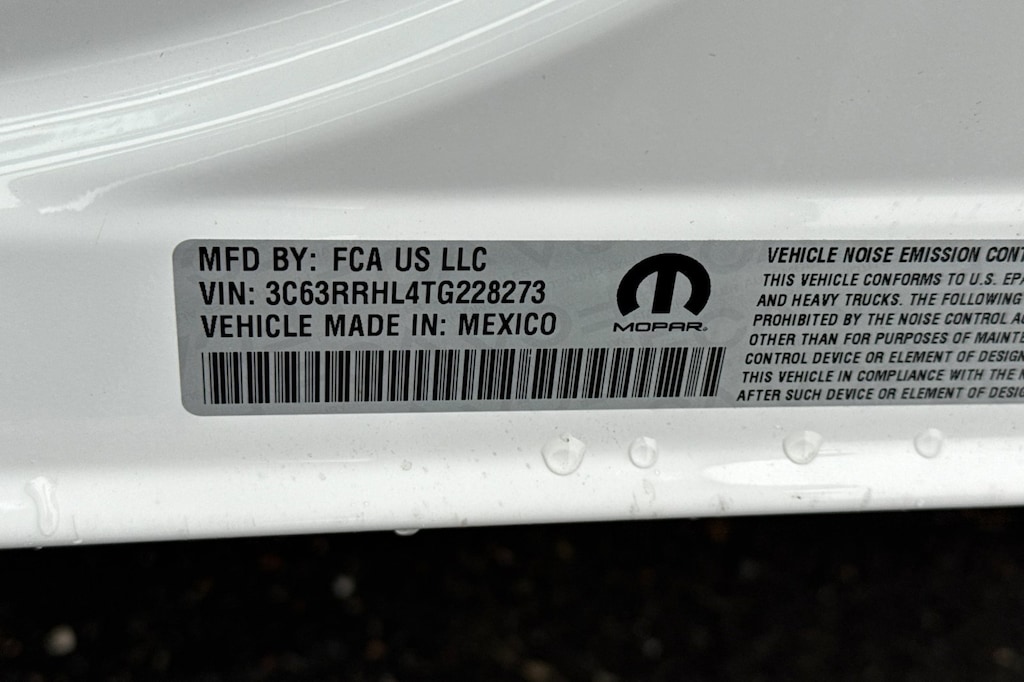 MFD BY: FCA US LLC
VIN: 3C63RRHL4TG228273
VEHICLE MADE IN: MEXICO
MOPAR®
VEHICLE NOISE EMISSION CONT
THIS VEHICLE CONFORMS TO U.S. EPA
AND HEAVY TRUCKS. THE FOLLOWING
PROHIBITED BY THE NOISE CONTROL A
OTHER THAN FOR PURPOSES OF MAINTE
CONTROL DEVICE OR ELEMENT OF DESIGN
THIS VEHICLE IN COMPLIANCE WITH THE
AFTER SUCH DEVICE OR ELEMENT OF DESIG